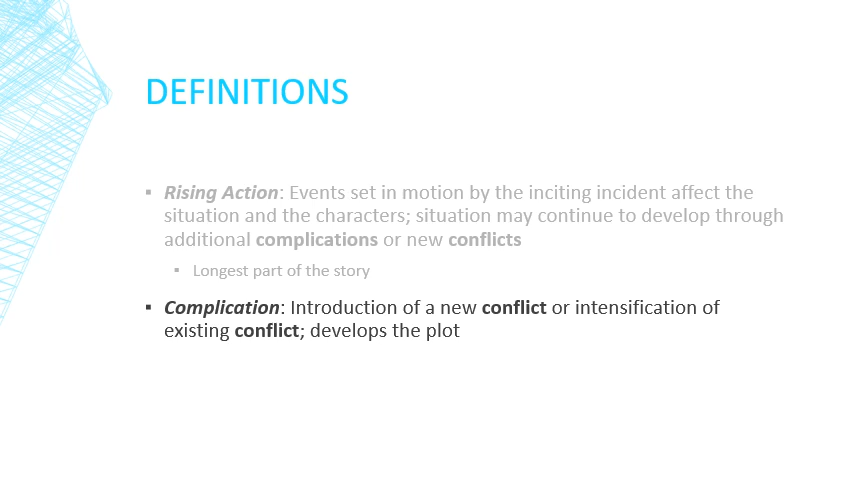 DEFINITIONS
▪ Rising Action: Events set in motion by the inciting incident affect the
situation and the characters; situation may continue to develop through
additional complications or new conflicts
▪ Longest part of the story
▪ Complication: Introduction of a new conflict or intensification of
existing conflict; develops the plot